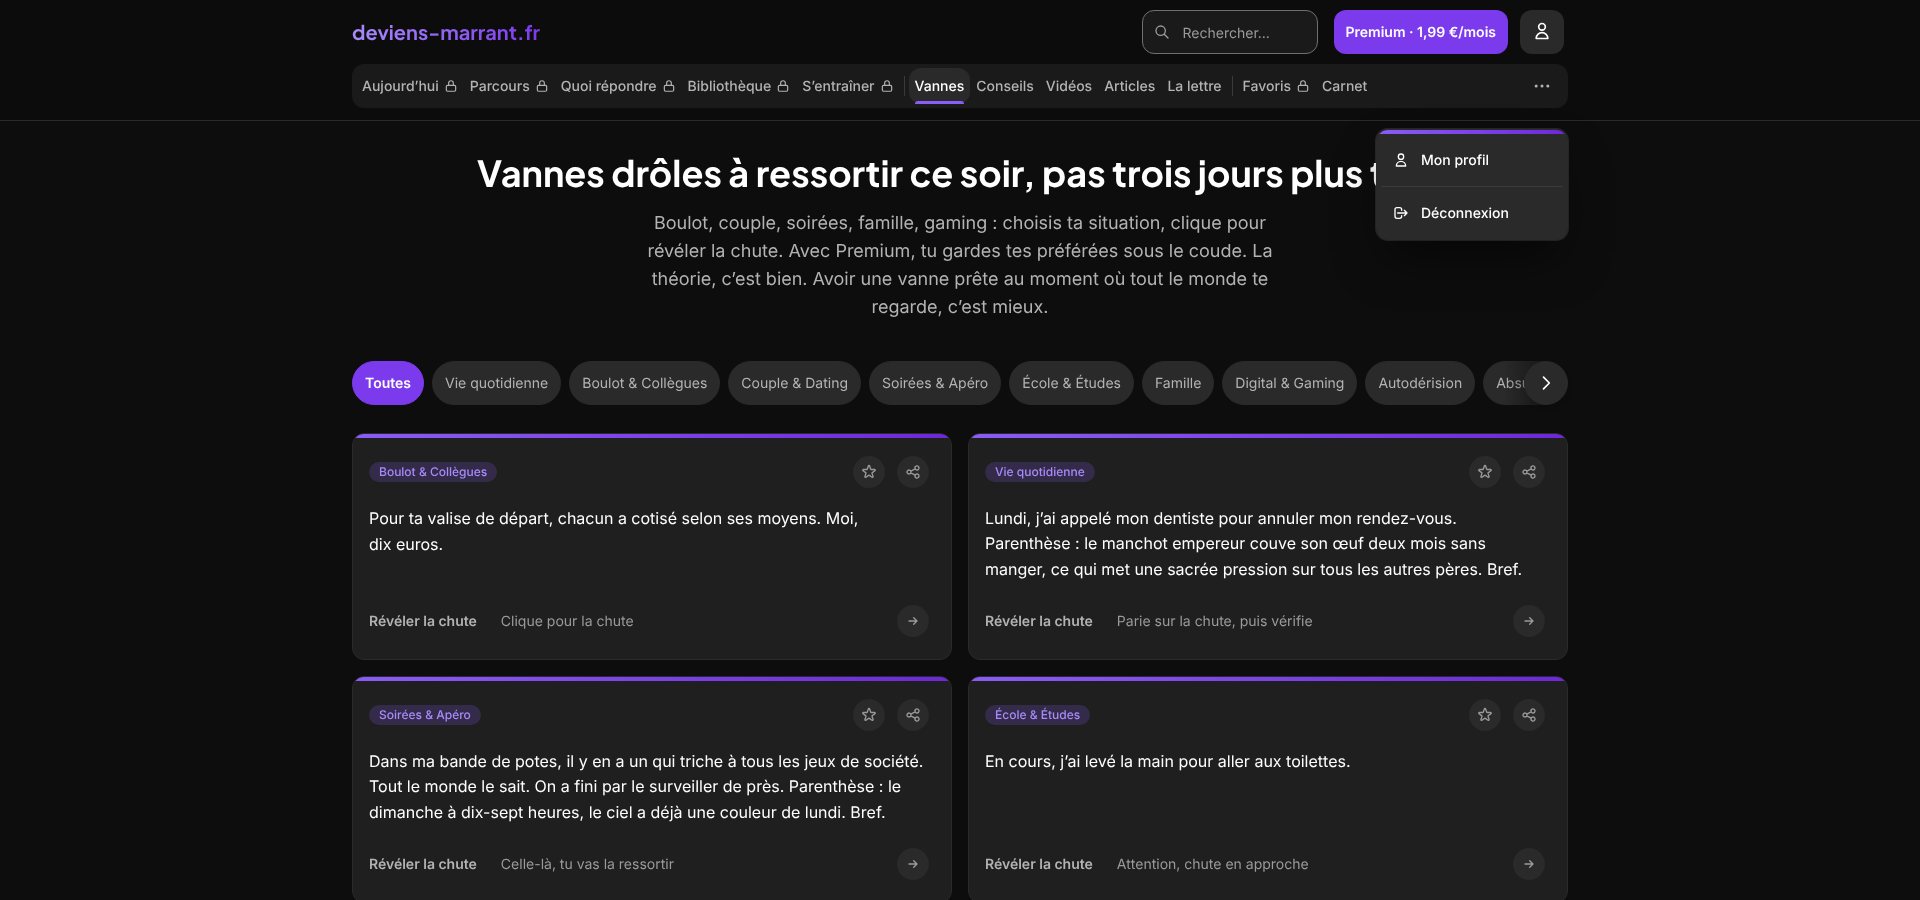 deviens-marrant.fr
Rechercher...
Premium · 1,99 €/mois
Aujourd’hui Parcours Quoi répondre Bibliothèque S’entraîner Vannes Conseils Vidéos Articles La lettre Favoris Carnet
Mon profil
Déconnexion
Vannes drôles à ressortir ce soir, pas trois jours plus
Boulot, couple, soirées, famille, gaming : choisis ta situation, clique pour
révéler la chute. Avec Premium, tu gardes tes préférées sous le coude. La
théorie, c’est bien. Avoir une vanne prête au moment où tout le monde te
regarde, c’est mieux.
Toutes Vie quotidienne Boulot & Collègues Couple & Dating Soirées & Apéro École & Études Famille Digital & Gaming Autodérision
Boulot & Collègues
Pour ta valise de départ, chacun a cotisé selon ses moyens. Moi,
dix euros.
Révéler la chute Clique pour la chute
Vie quotidienne
Lundi, j’ai appelé mon dentiste pour annuler mon rendez-vous.
Parenthèse : le manchot empereur couve son œuf deux mois sans
manger, ce qui met une sacrée pression sur tous les autres pères. Bref.
Révéler la chute Parie sur la chute, puis vérifie
Soirées & Apéro
Dans ma bande de potes, il y en a un qui triche à tous les jeux de société.
Tout le monde le sait. On a fini par le surveiller de près. Parenthèse : le
dimanche à dix-sept heures, le ciel a déjà une couleur de lundi. Bref.
Révéler la chute Celle-là, tu vas la ressortir
École & Études
En cours, j’ai levé la main pour aller aux toilettes.
Révéler la chute Attention, chute en approche